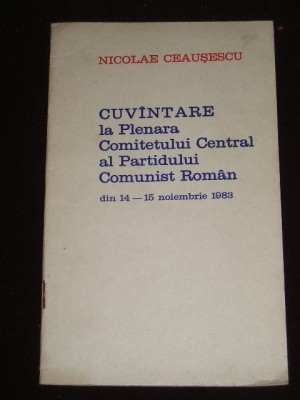 NICOLAE CEAUŞESCU
CUVÎNTARE
la Plenara
Comitetului Central
al Partidului
Comunist Român
din 14 — 15 noiembrie 1983